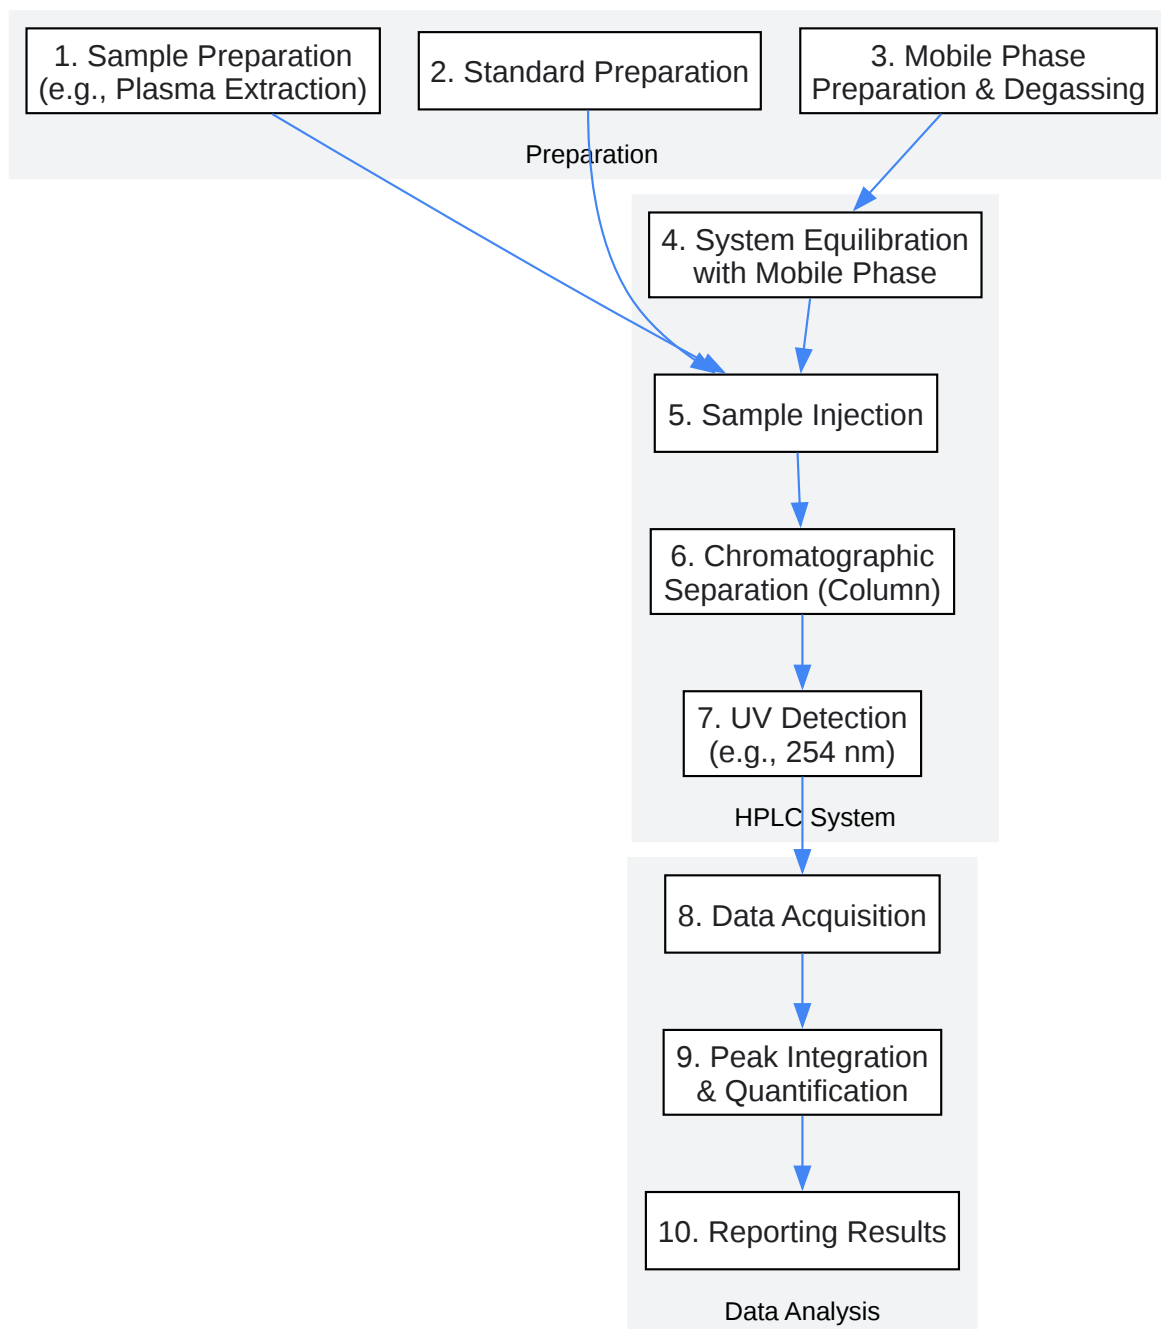 1. Sample Preparation
(e.g., Plasma Extraction)
2. Standard Preparation
3. Mobile Phase
Preparation & Degassing
Preparation
4. System Equilibration
with Mobile Phase
5. Sample Injection
6. Chromatographic
Separation (Column)
7. UV Detection
(e.g., 254 nm)
HPLC System
8. Data Acquisition
9. Peak Integration
& Quantification
10. Reporting Results
Data Analysis